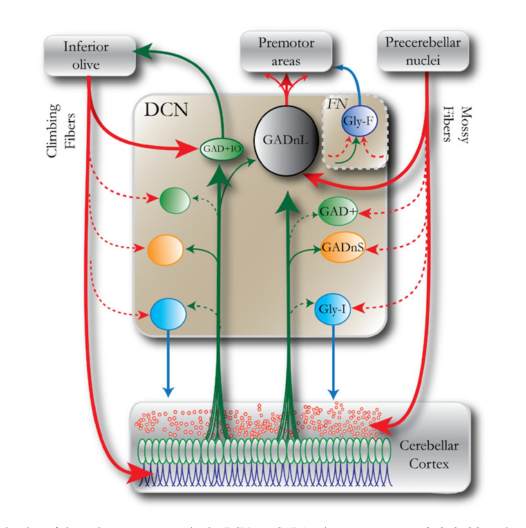 Inferior
olive
Premotor
areas
Precerebellar
nuclei
Climbing
Fibers
Mossy
Fibers
DCN
FN
Gly-F
GADnL
GAD+IO
GAD+
GADnS
Gly-I
Cerebellar
Cortex